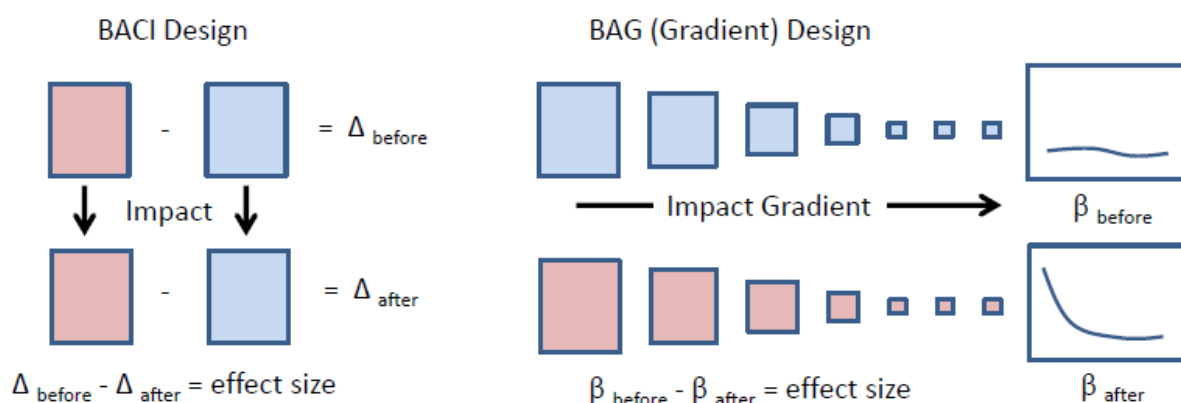 BACI Design
- = Δ before
Impact
- = Δ after
Δ before - Δ after = effect size
BAG (Gradient) Design
Impact Gradient
β before
β after
β before - β after = effect size